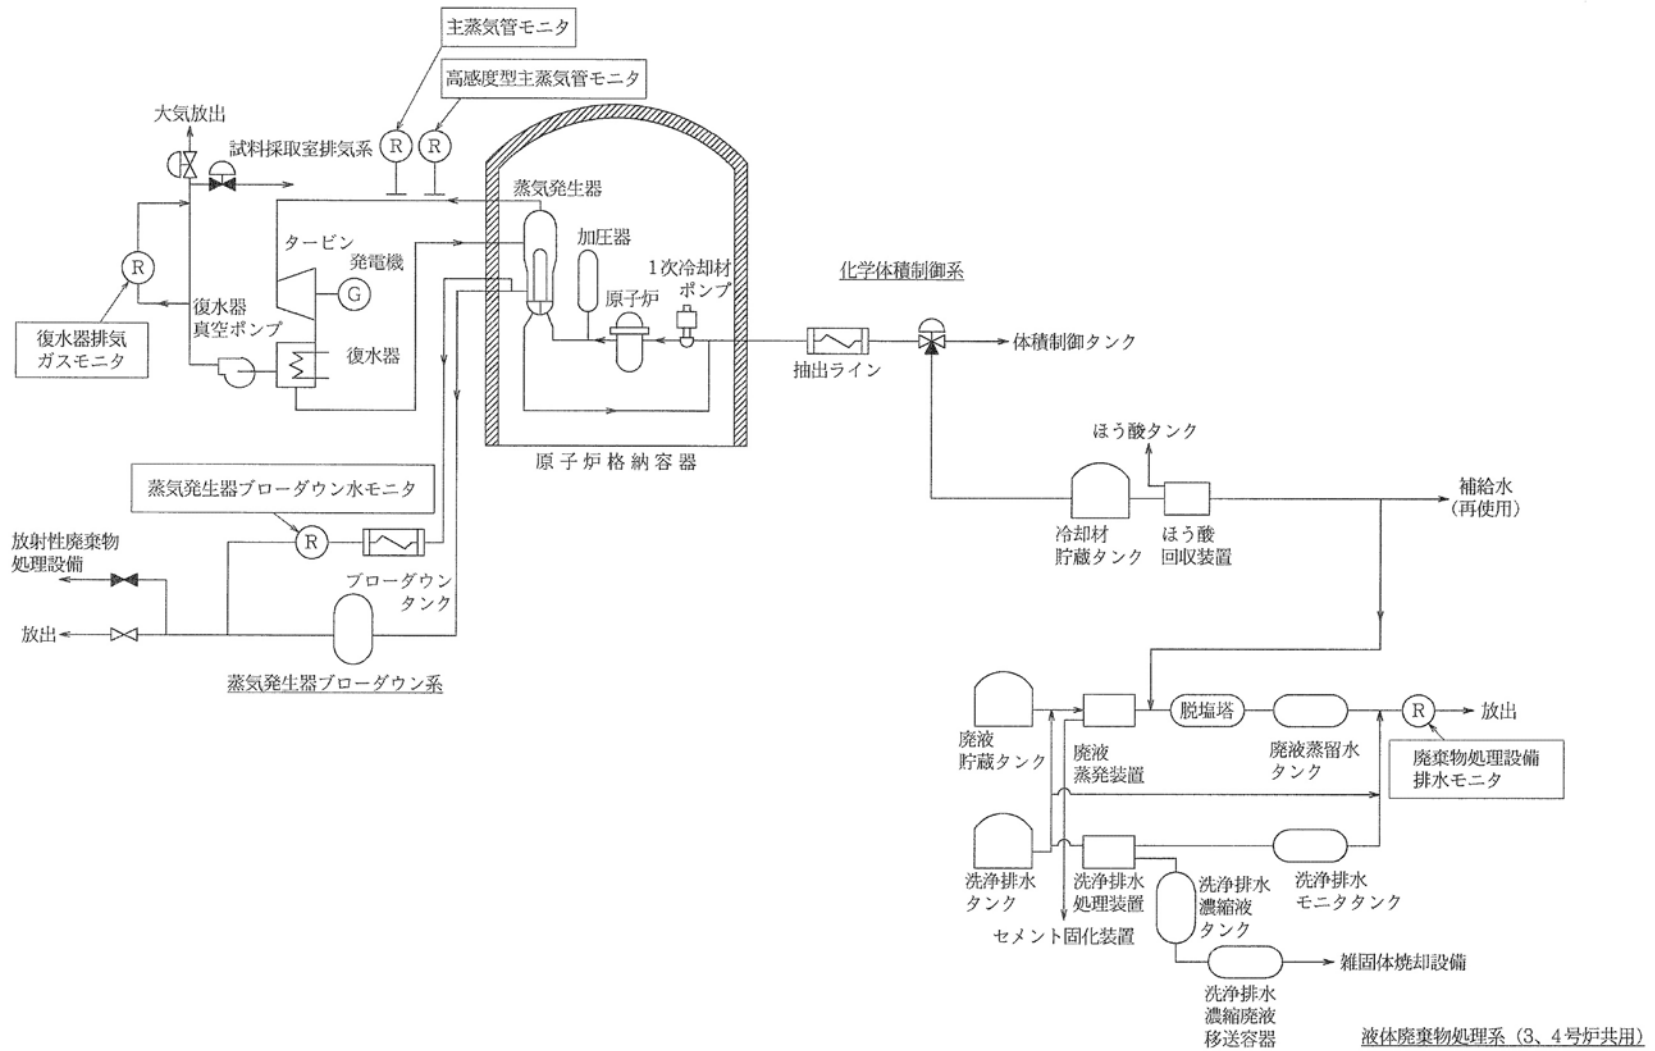 主蒸気管モニタ
高感度型主蒸気管モニタ
大気放出
試料採取室排気系
R
R
蒸気発生器
タービン
発電機
加圧器
1次冷却材
ポンプ
原子炉
化学体積制御系
R
G
復水器
真空ポンプ
復水器排気
ガスモニタ
復水器
体積制御タンク
抽出ライン
原子炉格納容器
ほう酸タンク
蒸気発生器ブローダウン水モニタ
補給水
(再使用)
冷却材
貯蔵タンク
ほう酸
回収装置
放射性廃棄物
処理設備
R
ブローダウン
タンク
放出
蒸気発生器ブローダウン系
脱塩塔
R
放出
廃液
貯蔵タンク
廃液
蒸発装置
廃液蒸留水
タンク
廃棄物処理設備
排水モニタ
洗浄排水
タンク
洗浄排水
処理装置
洗浄排水
濃縮液
タンク
洗浄排水
モニタタンク
セメント固化装置
雑固体焼却設備
洗浄排水
濃縮廃液
移送容器
液体廃棄物処理系(3、4号炉共用)